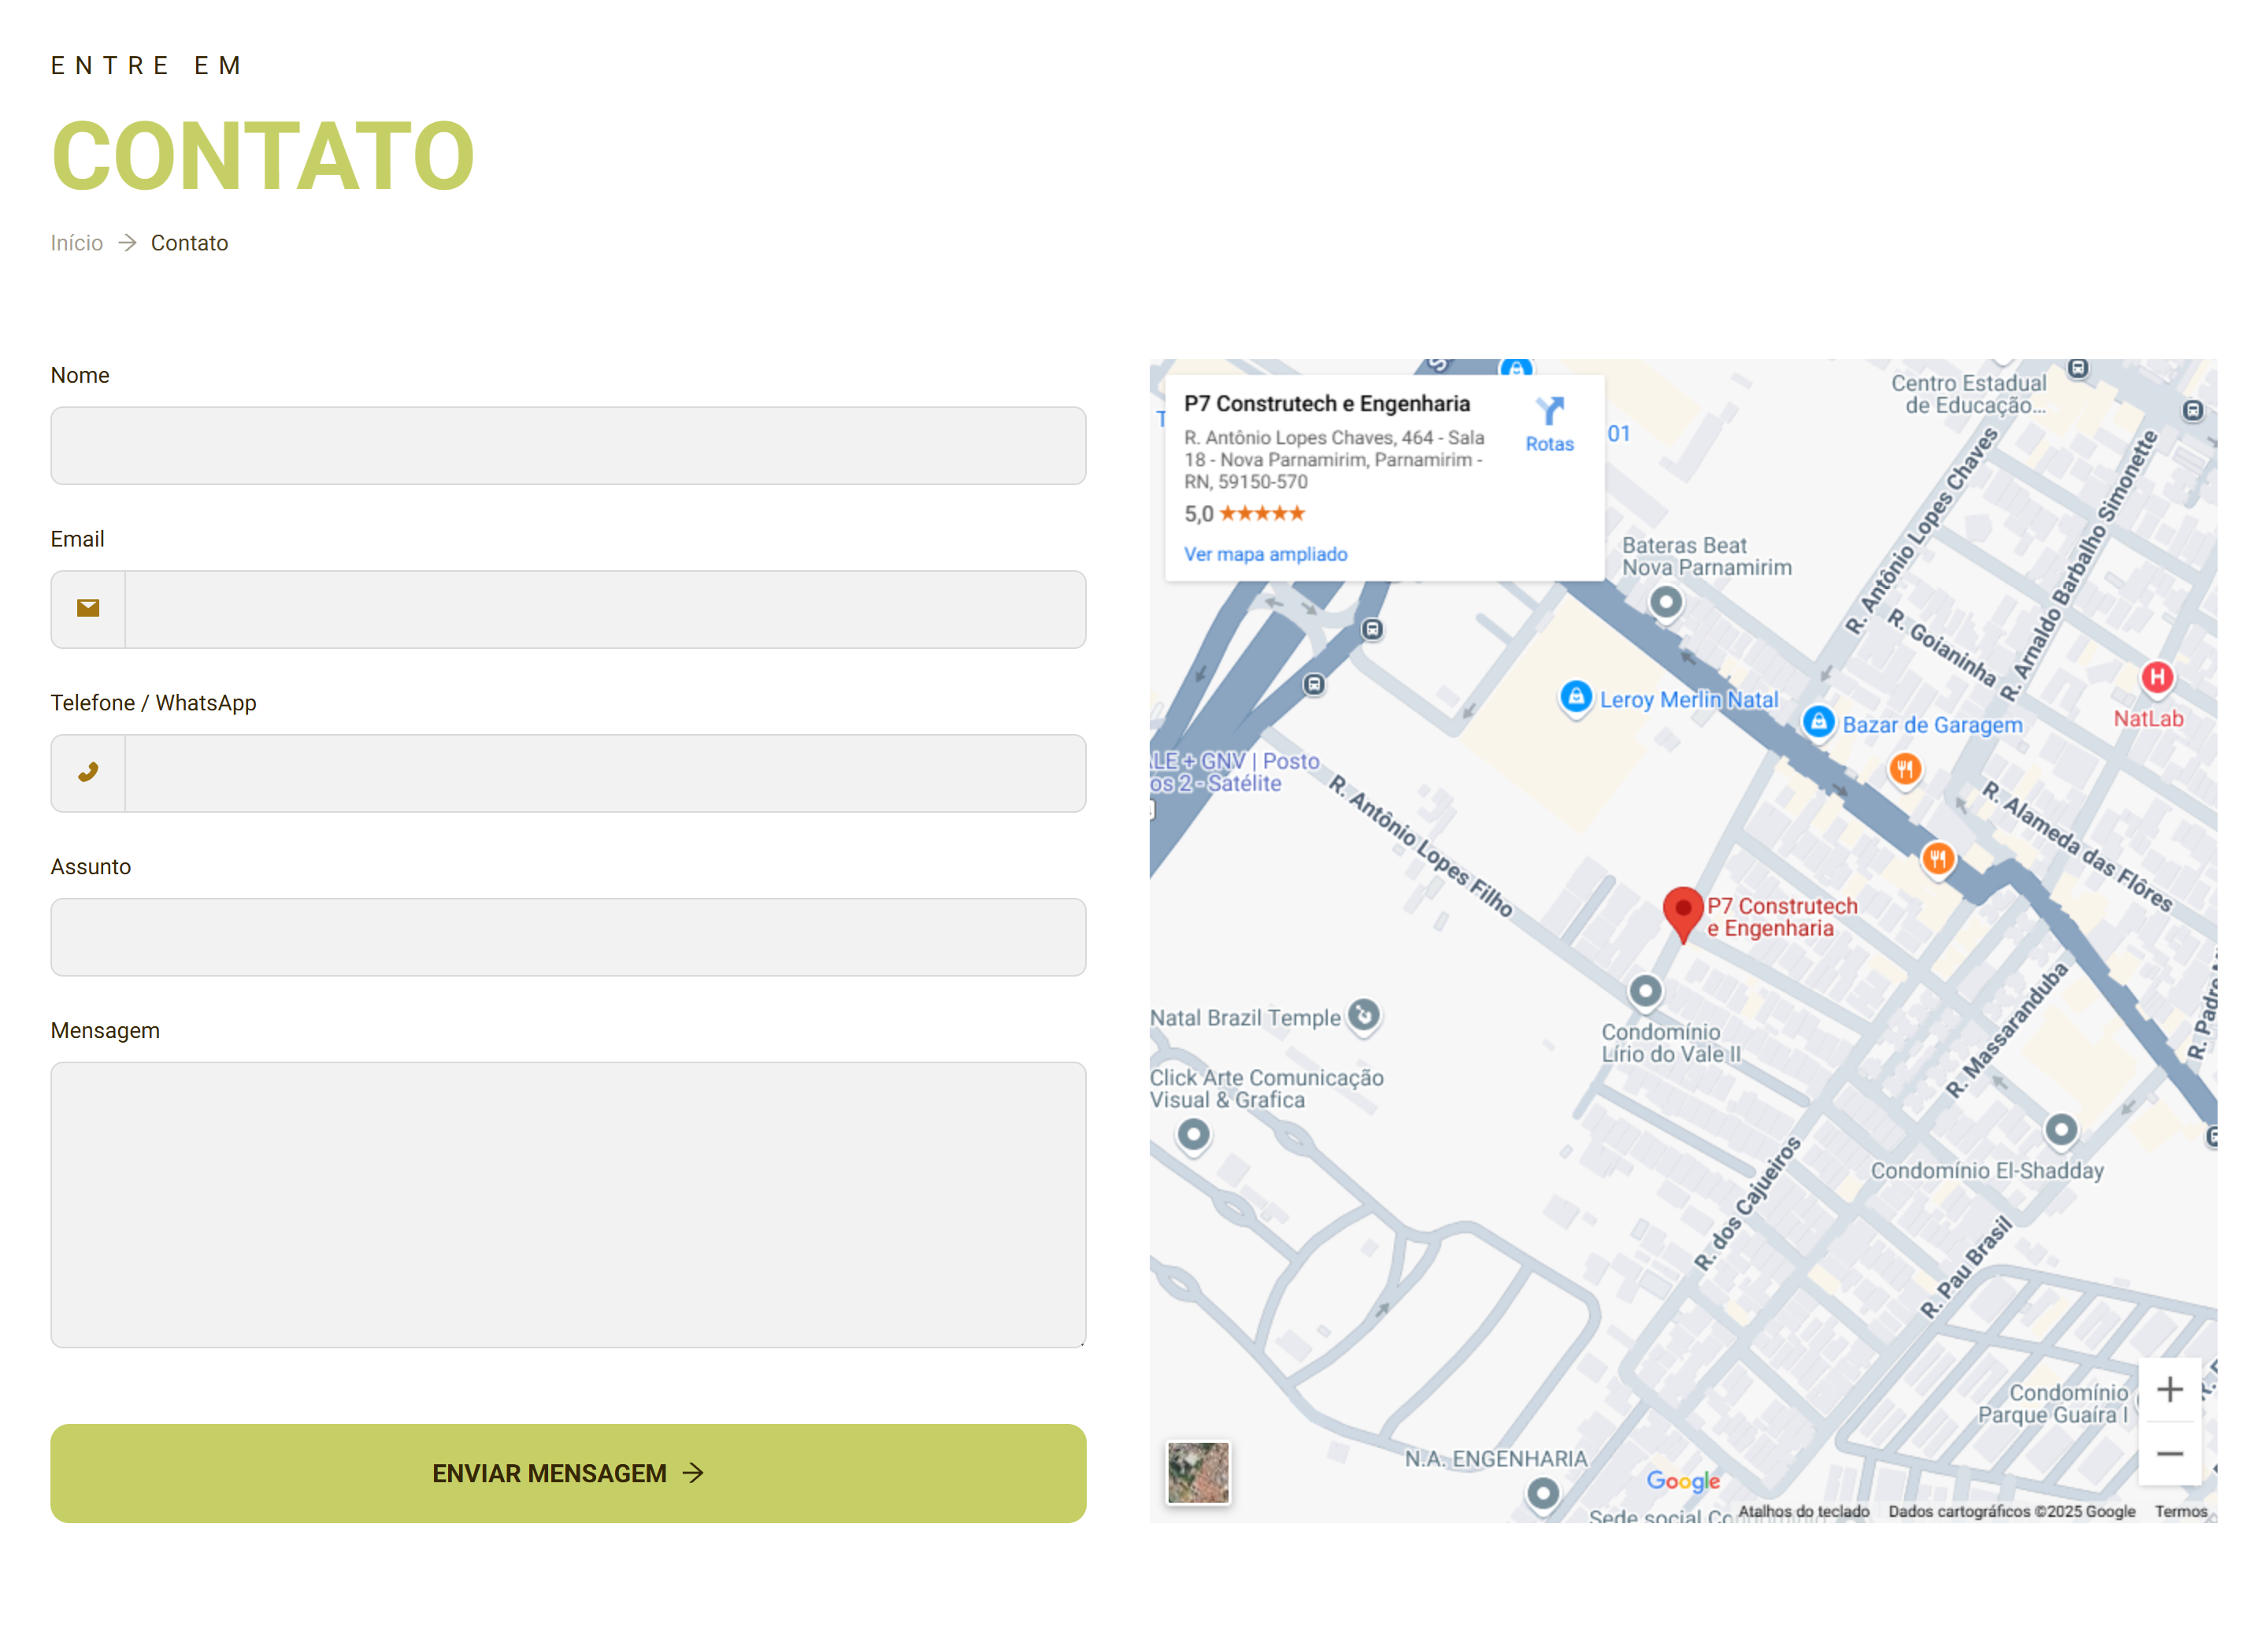 ENTRE EM
CONTATO
Início → Contato
Nome
Email
Telefone / WhatsApp
Assunto
Mensagem
ENVIAR MENSAGEM →
P7 Construtech e Engenharia
R. Antônio Lopes Chaves, 464 - Sala
18 - Nova Parnamirim, Parnamirim -
RN, 59150-570
5,0 ★★★★★
Ver mapa ampliado
Rotas
01
Centro Estadual
de Educação...
Bateras Beat
Nova Parnamirim
R. Antônio Lopes Chaves
R. Arnaldo Barbalho Simonette
R. Goianinha
H
NatLab
Leroy Merlin Natal
Bazar de Garagem
LE + GNV | Posto
os 2 - Satélite
R. Antônio Lopes Filho
R. Alameda das Flôres
P7 Construtech
e Engenharia
Natal Brazil Temple
Condomínio
Lírio do Vale II
R. Massaranduba
R. Padre
Click Arte Comunicação
Visual & Grafica
Condomínio El-Shadday
R. dos Cajueiros
R. Pau Brasil
Condomínio
Parque Guaíra I
N.A. ENGENHARIA
Sede social
Google
+
−
Atalhos do teclado
Dados cartográficos ©2025 Google
Termos